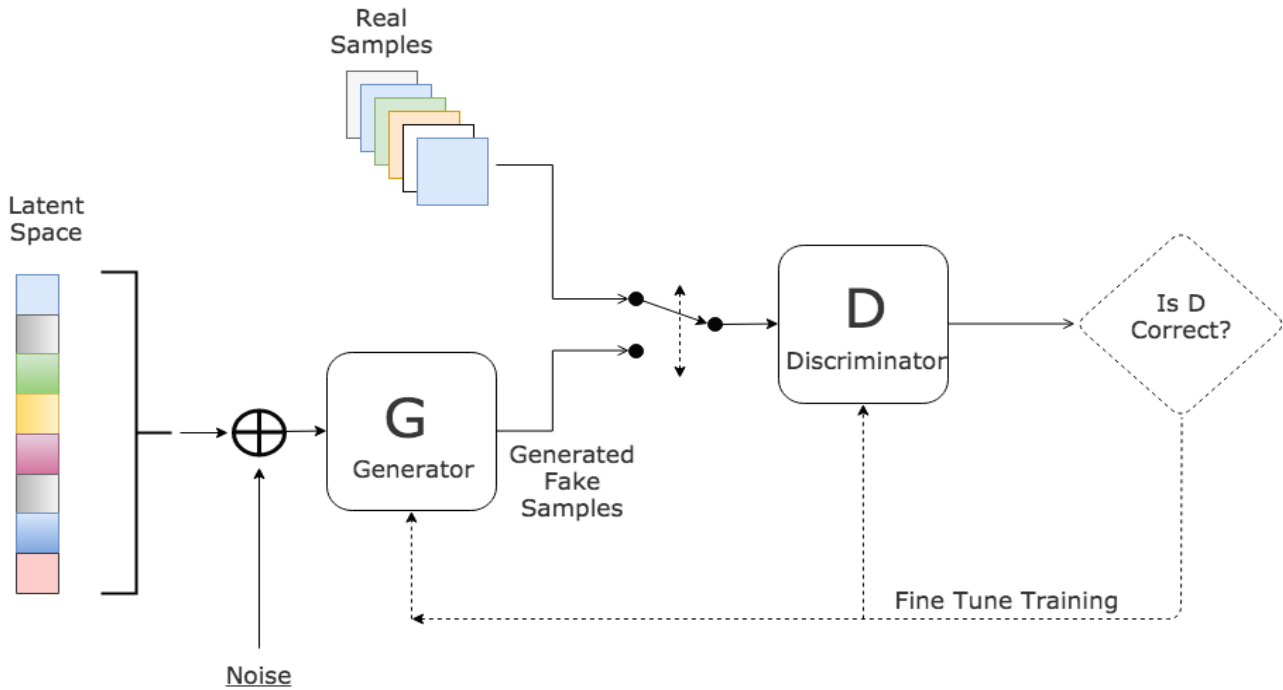 Real
Samples
Latent
Space
Is D
Correct?
D
Discriminator
G
Generator
Generated
Fake
Samples
Fine Tune Training
Noise